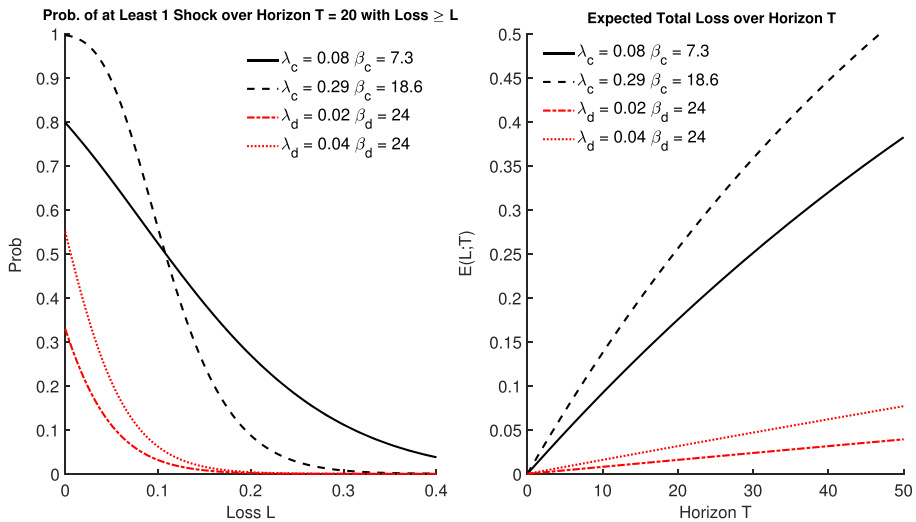 Prob. of at Least 1 Shock over Horizon T = 20 with Loss ≥ L
1
0.9
0.8
0.7
0.6
0.5
0.4
0.3
0.2
0.1
0
Prob
λc = 0.08 βc = 7.3
λc = 0.29 βc = 18.6
λd = 0.02 βd = 24
λd = 0.04 βd = 24
0 0.1 0.2 0.3 0.4
Loss L
Expected Total Loss over Horizon T
0.5
0.45
0.4
0.35
0.3
0.25
0.2
0.15
0.1
0.05
0
E(L;T)
λc = 0.08 βc = 7.3
λc = 0.29 βc = 18.6
λd = 0.02 βd = 24
λd = 0.04 βd = 24
0 10 20 30 40 50
Horizon T